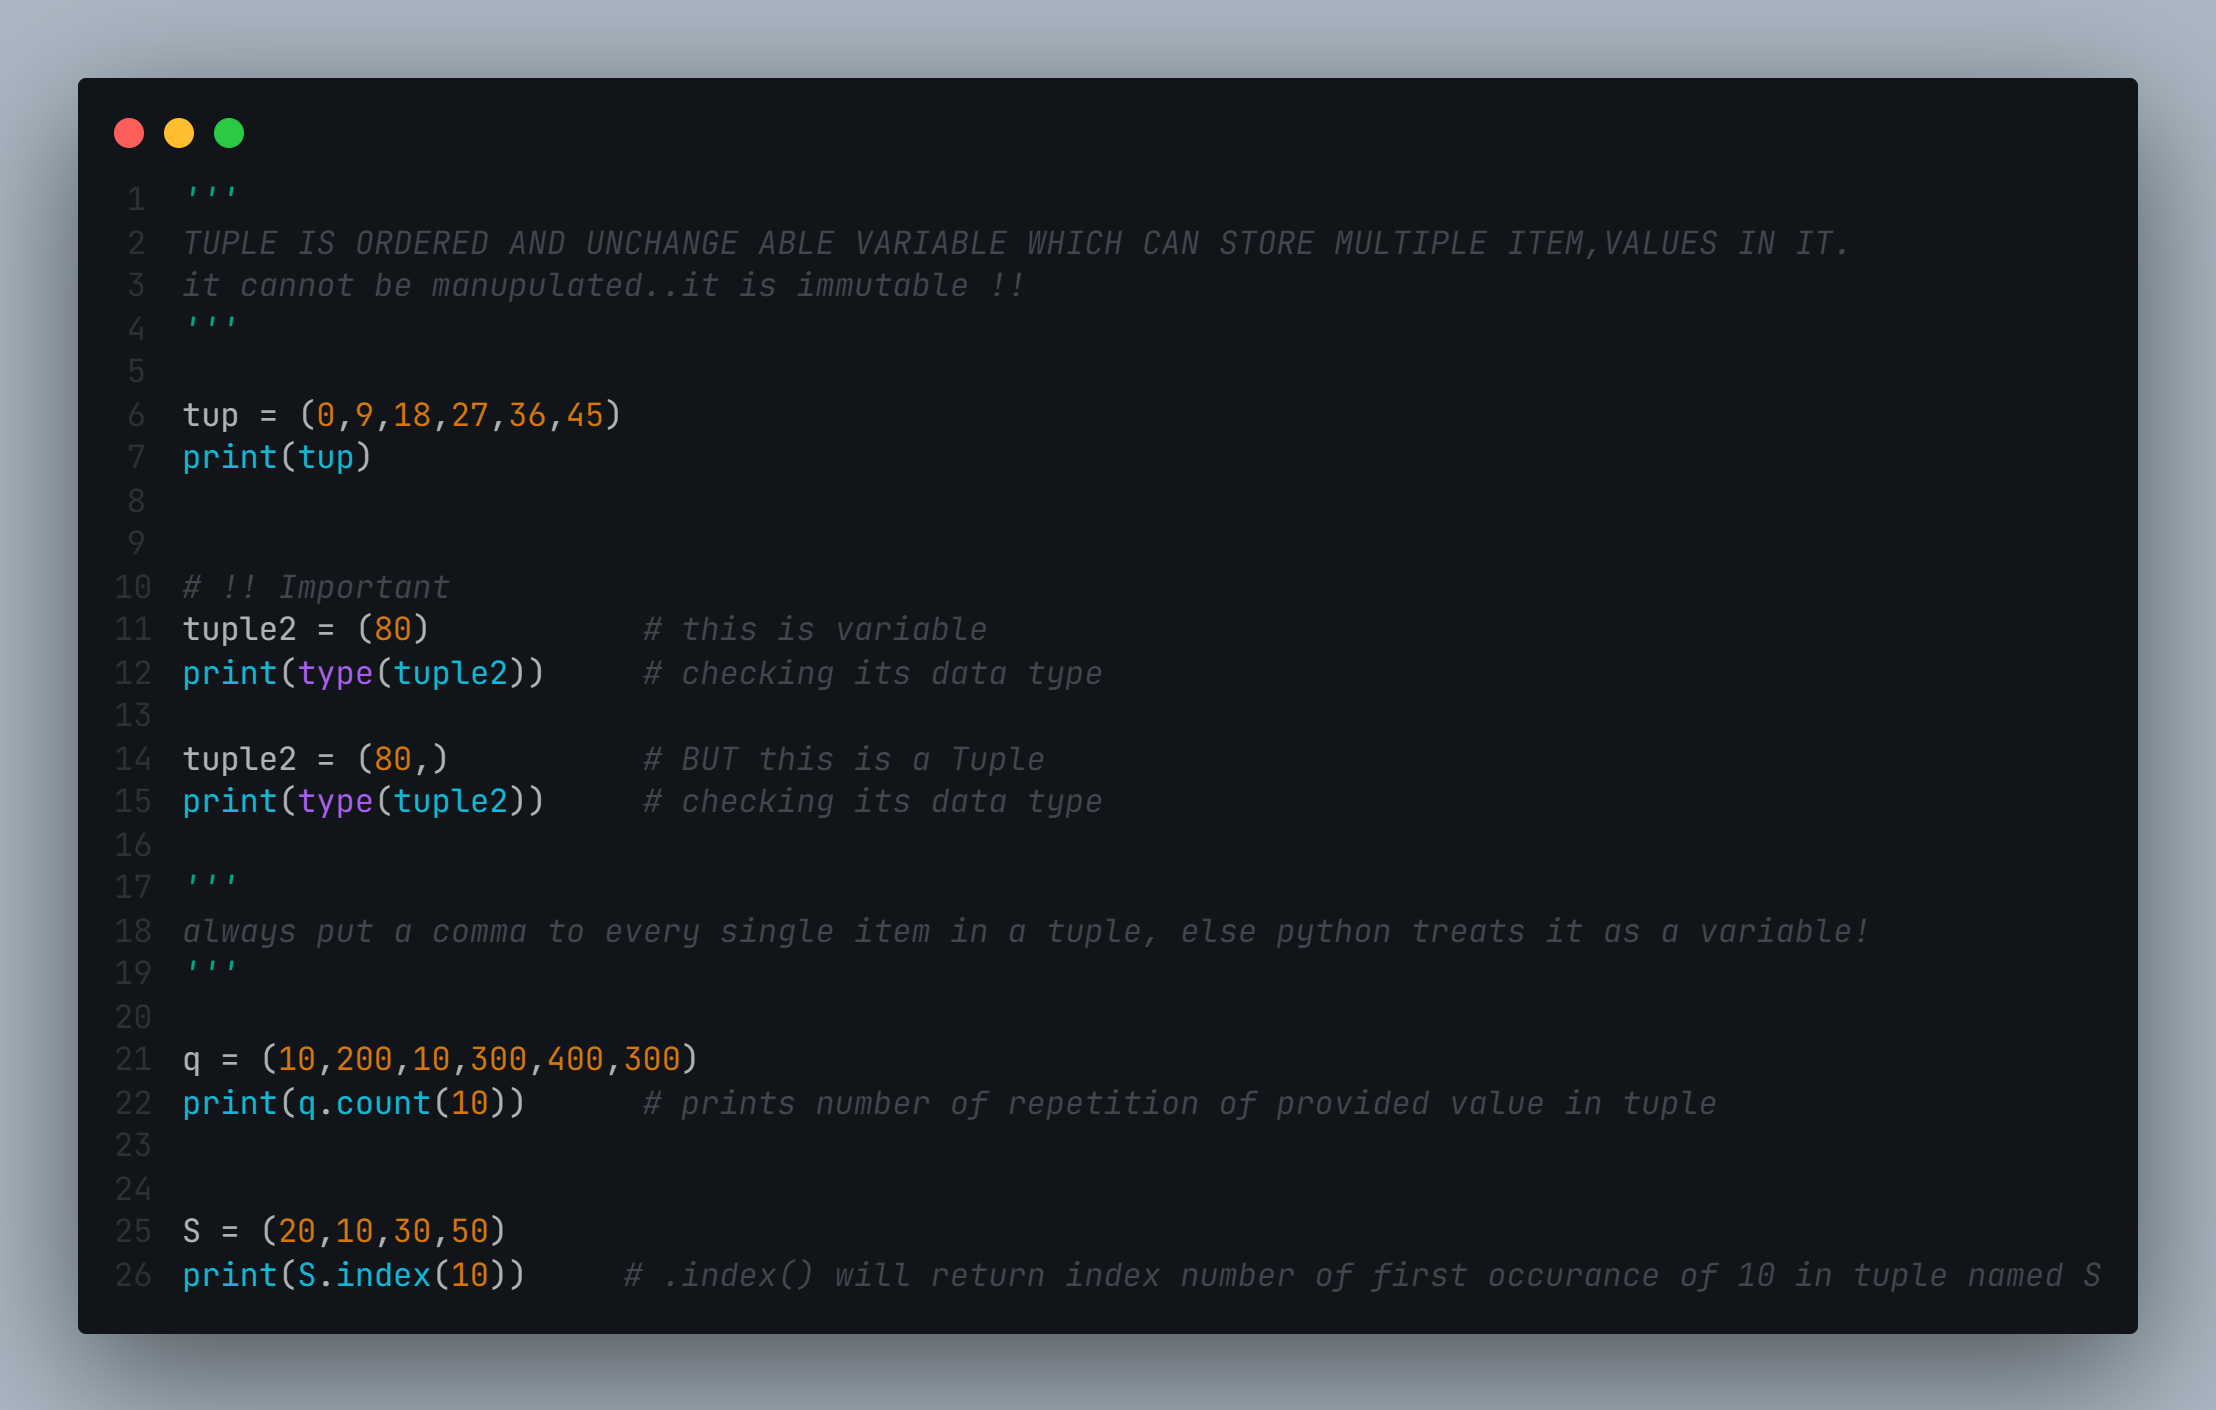 1 '''
2 TUPLE IS ORDERED AND UNCHANGE ABLE VARIABLE WHICH CAN STORE MULTIPLE ITEM,VALUES IN IT.
3 it cannot be manupulated..it is immutable !!
4 '''
5
6 tup = (0,9,18,27,36,45)
7 print(tup)
8
9
10 # !! Important
11 tuple2 = (80)           # this is variable
12 print(type(tuple2))     # checking its data type
13
14 tuple2 = (80,)          # BUT this is a Tuple
15 print(type(tuple2))     # checking its data type
16
17 '''
18 always put a comma to every single item in a tuple, else python treats it as a variable!
19 '''
20
21 q = (10,200,10,300,400,300)
22 print(q.count(10))      # prints number of repetition of provided value in tuple
23
24
25 S = (20,10,30,50)
26 print(S.index(10))     # .index() will return index number of first occurance of 10 in tuple named S